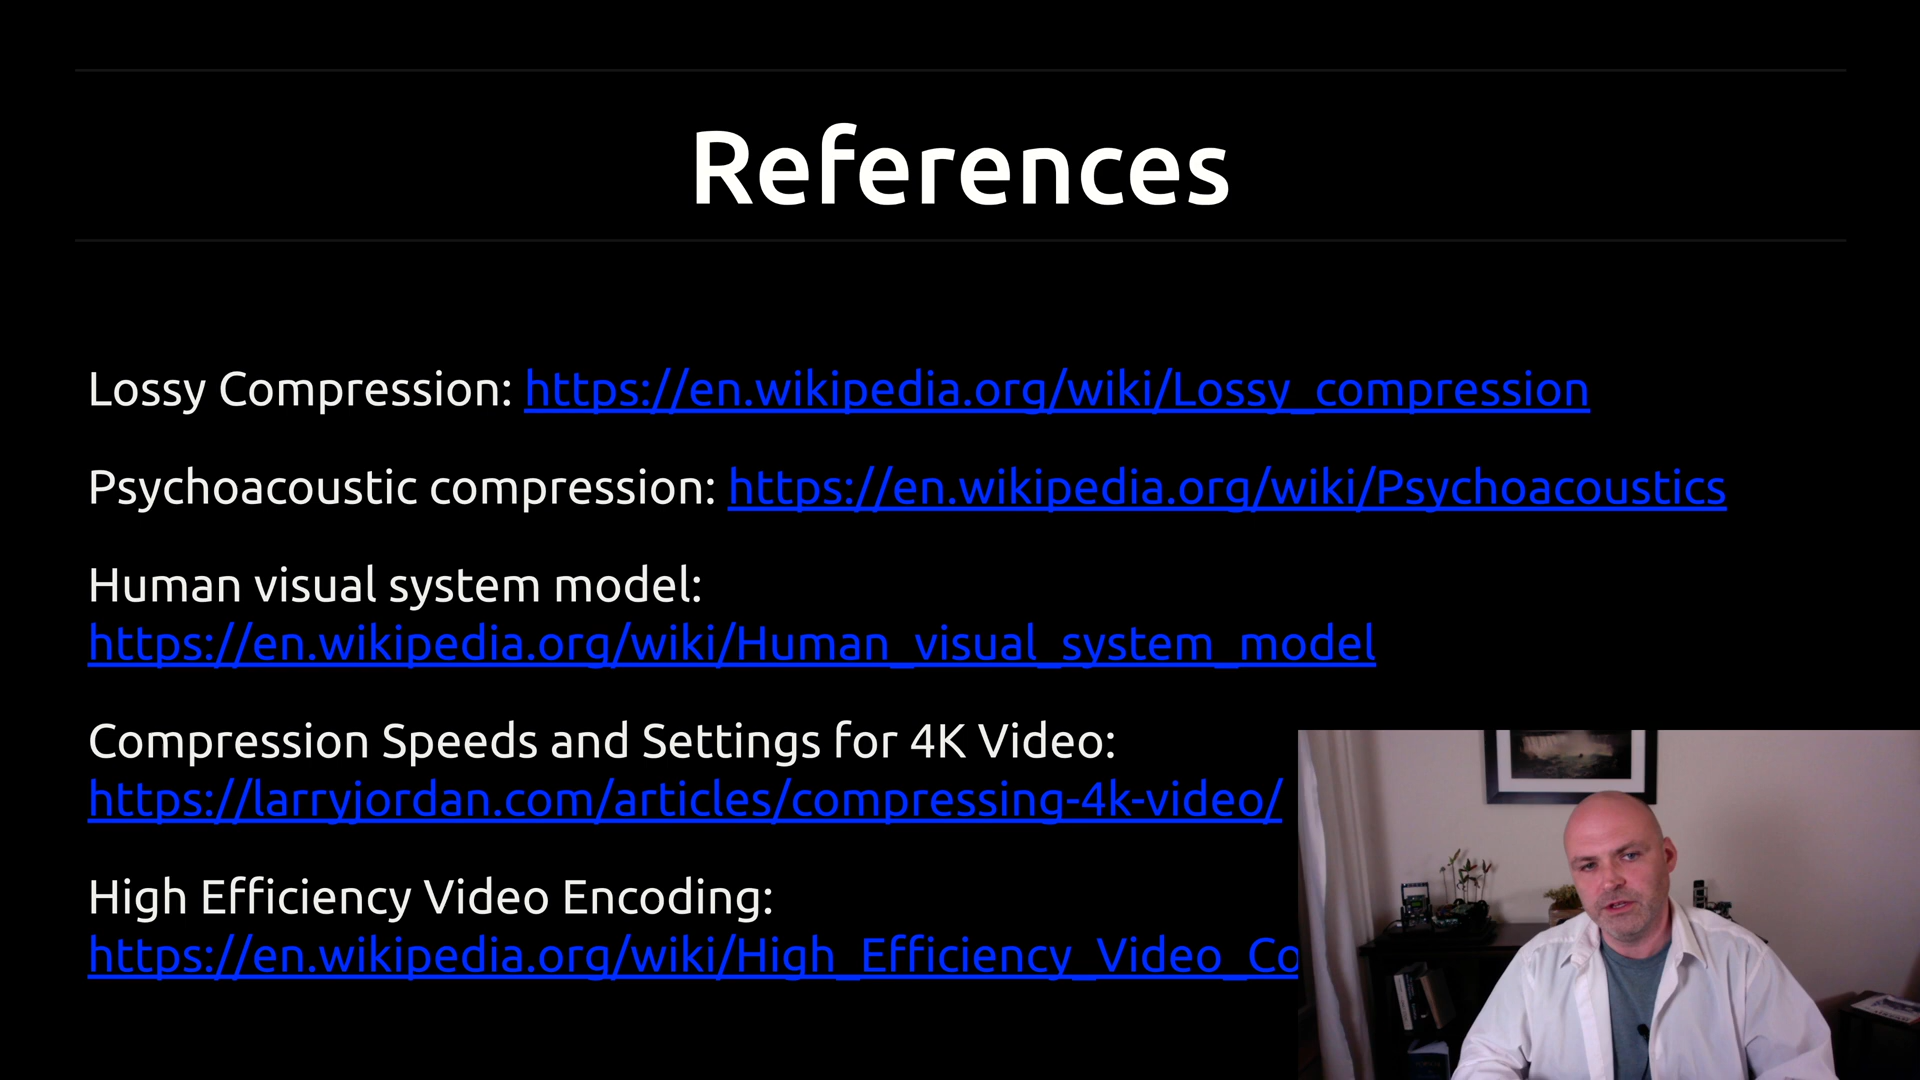 References
Lossy Compression: https://en.wikipedia.org/wiki/Lossy_compression
Psychoacoustic compression: https://en.wikipedia.org/wiki/Psychoacoustics
Human visual system model:
https://en.wikipedia.org/wiki/Human_visual_system_model
Compression Speeds and Settings for 4K Video:
https://larryjordan.com/articles/compressing-4k-video/
High Efficiency Video Encoding:
https://en.wikipedia.org/wiki/High_Efficiency_Video_Co